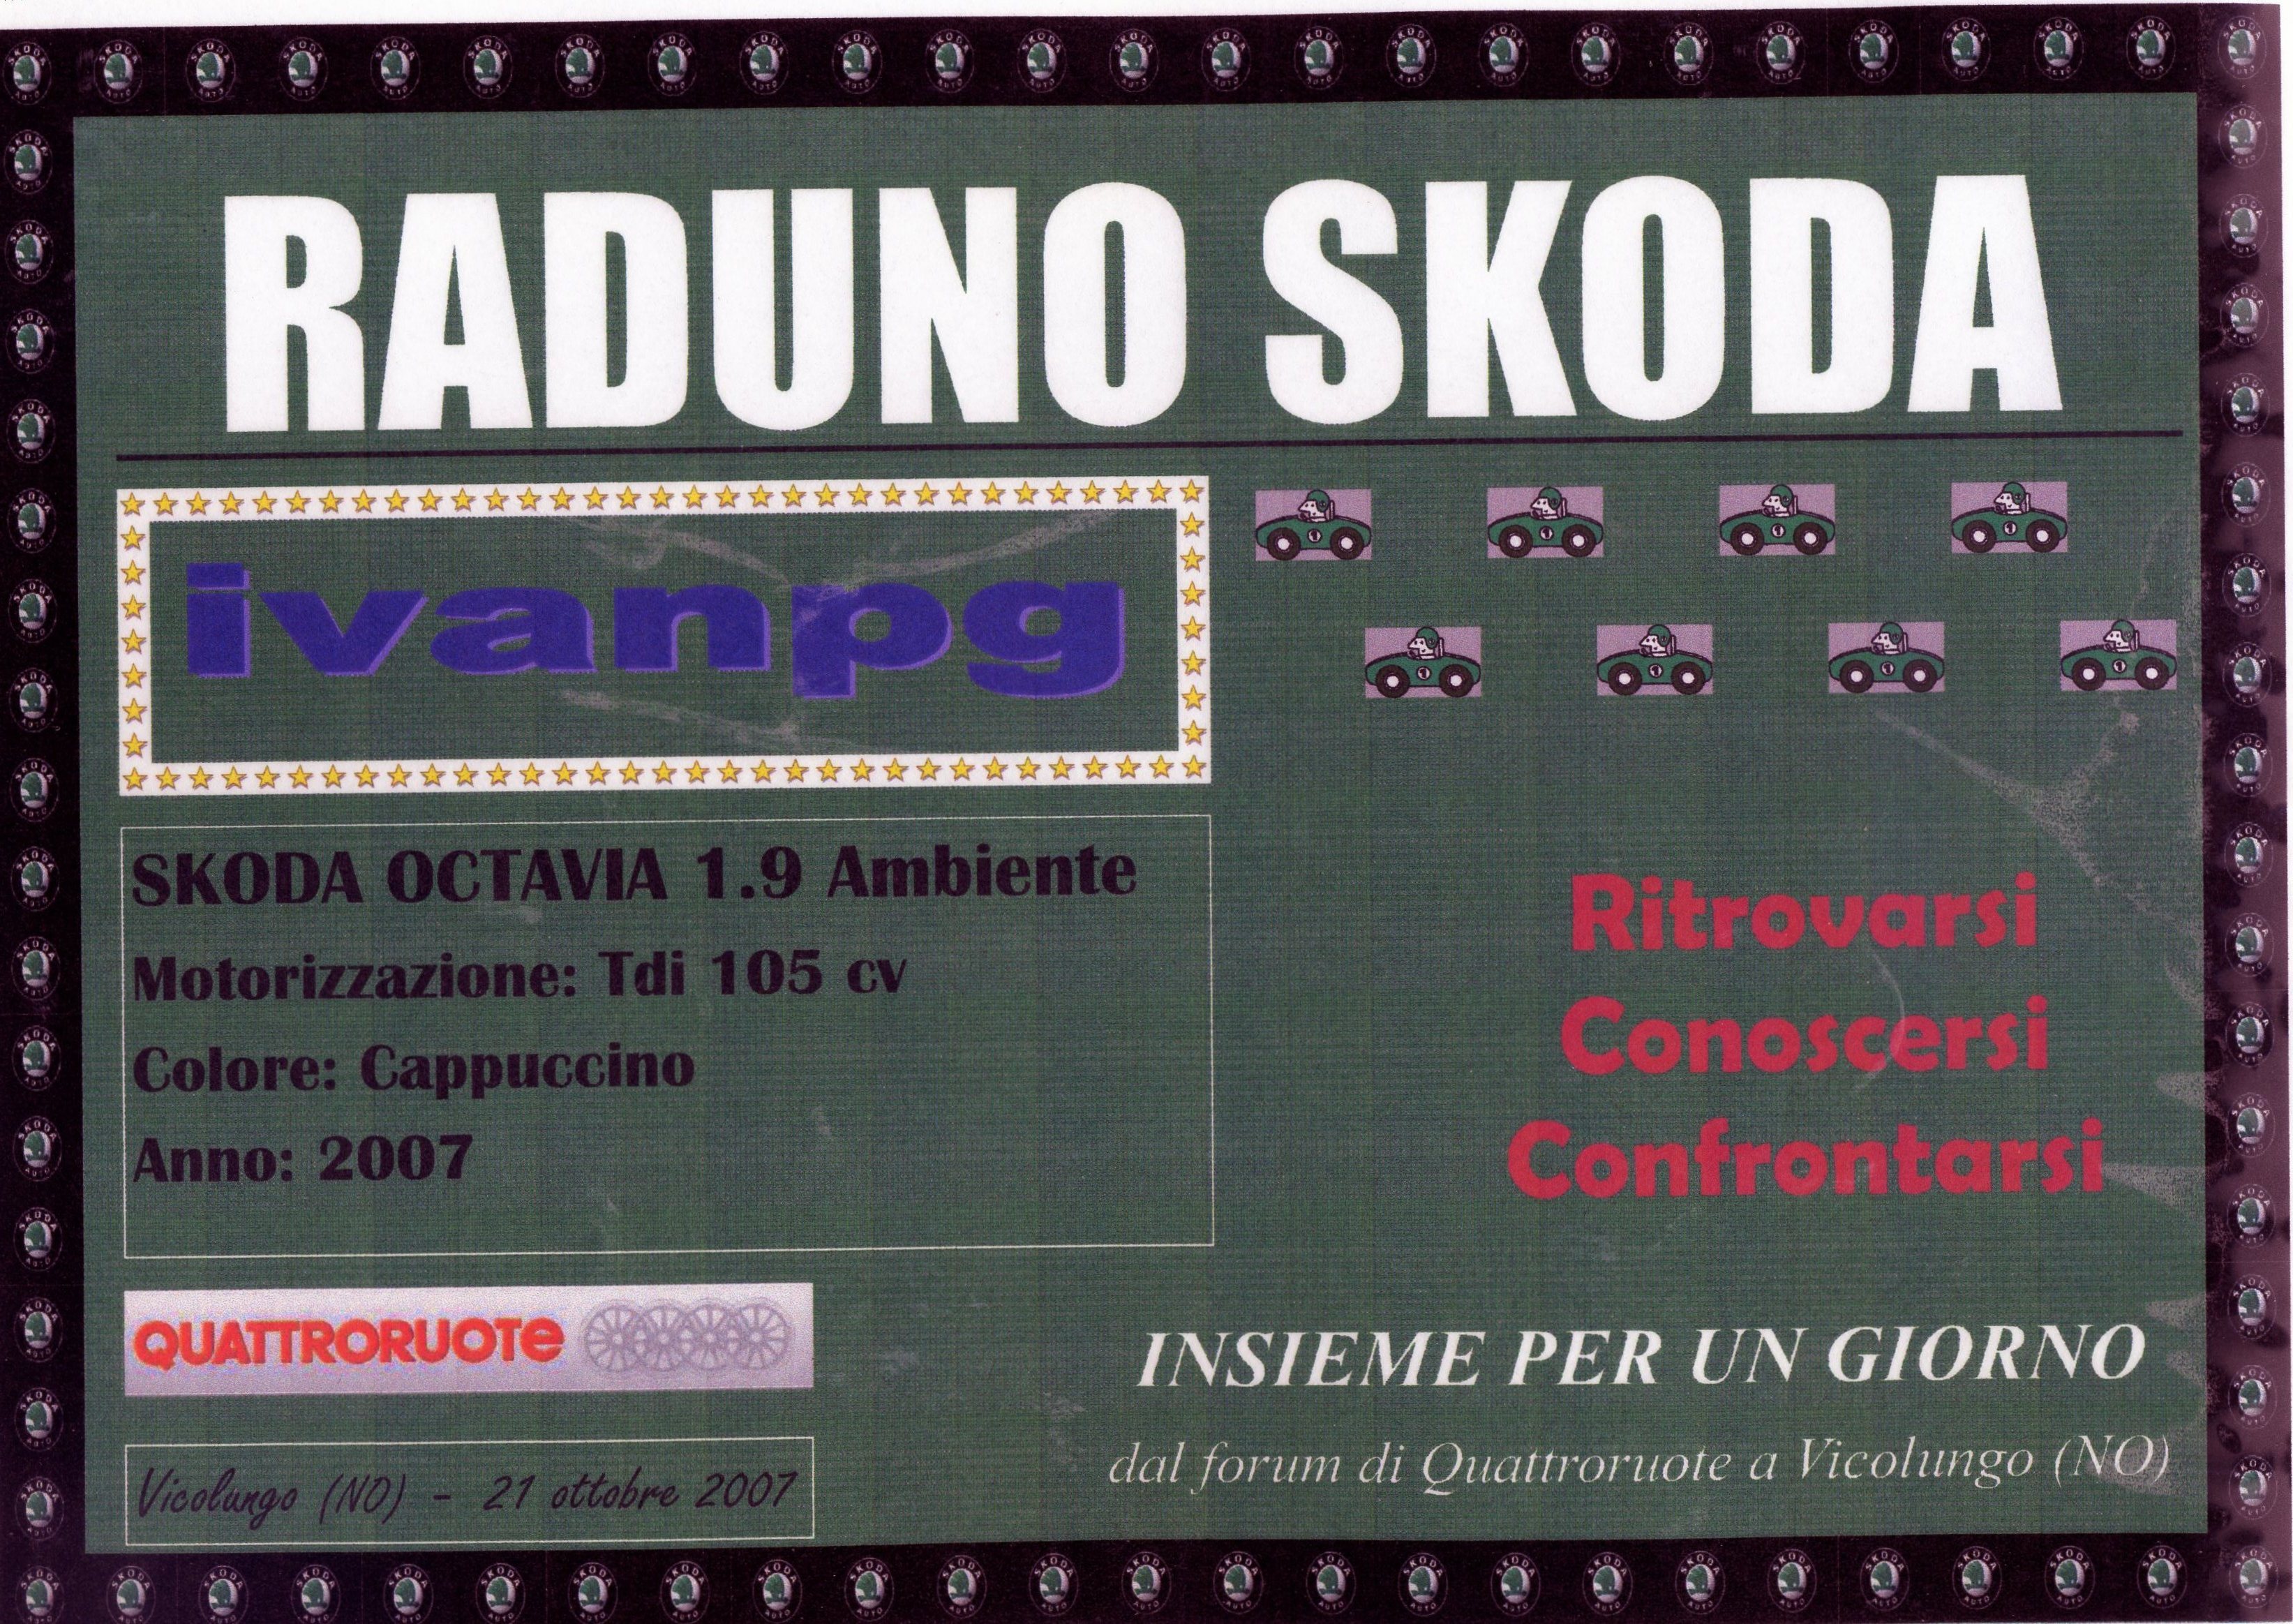 RADUNO SKODA
ivanpg
SKODA OCTAVIA 1.9 Ambiente
Motorizzazione: Tdi 105 cv
Colore: Cappuccino
Anno: 2007
Ritrovarsi
Conoscersi
Confrontarsi
QUATTRORUOTe
INSIEME PER UN GIORNO
dal forum di Quattroruote a Vicolungo (NO)
Vicolungo (NO) - 21 ottobre 2007